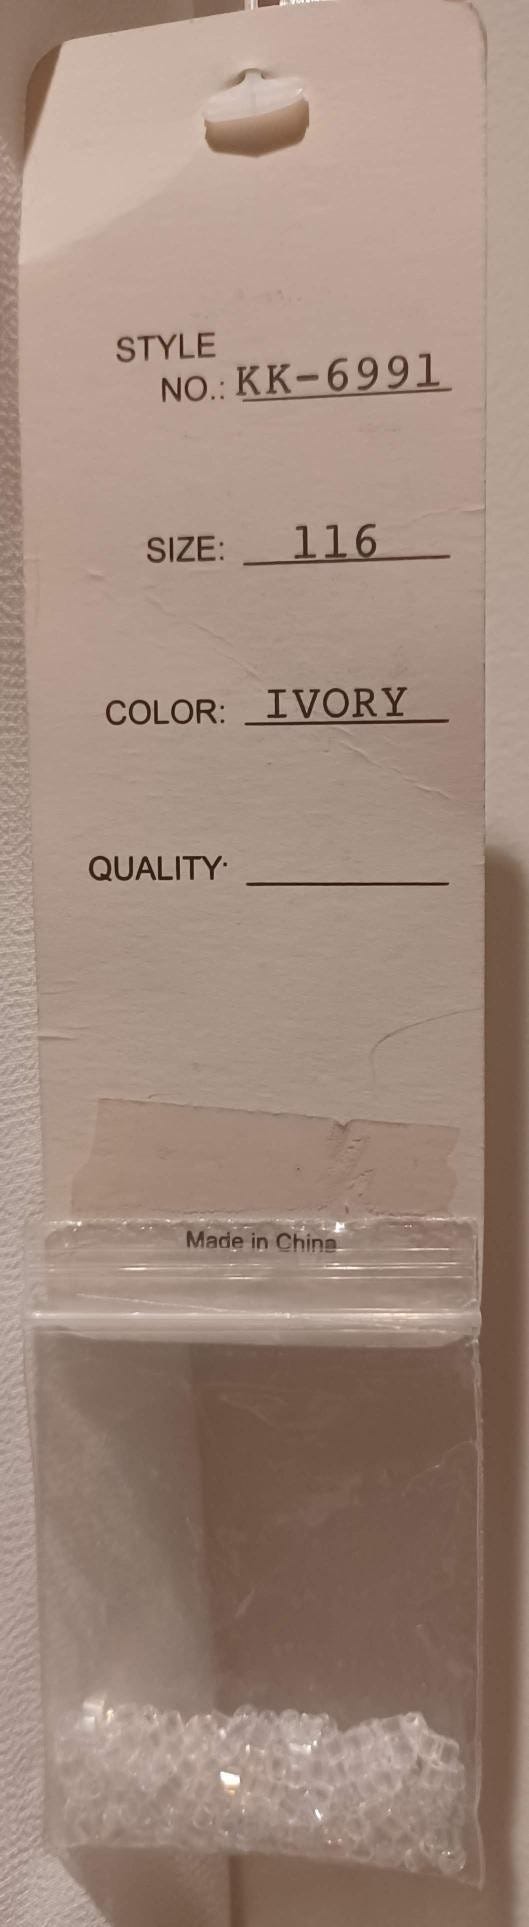 STYLE
NO.: KK-6991
SIZE: 116
COLOR: IVORY
QUALITY:
Made in China